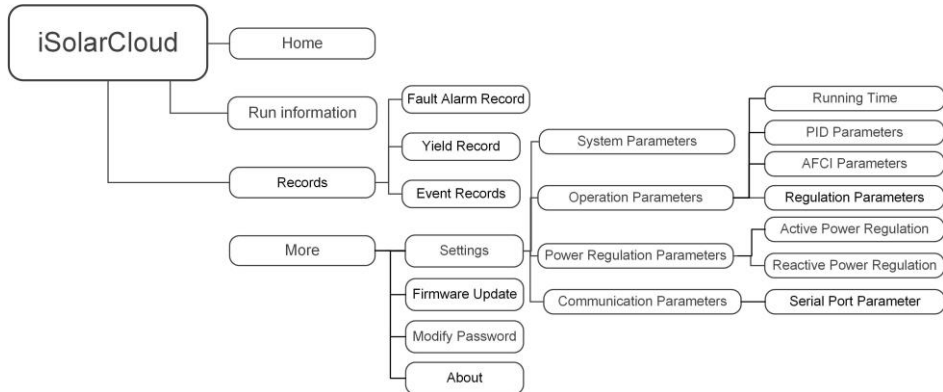 iSolarCloud
Home
Run information
Records
Fault Alarm Record
Yield Record
Event Records
More
Settings
Firmware Update
Modify Password
About
System Parameters
Operation Parameters
Power Regulation Parameters
Communication Parameters
Running Time
PID Parameters
AFCI Parameters
Regulation Parameters
Active Power Regulation
Reactive Power Regulation
Serial Port Parameter